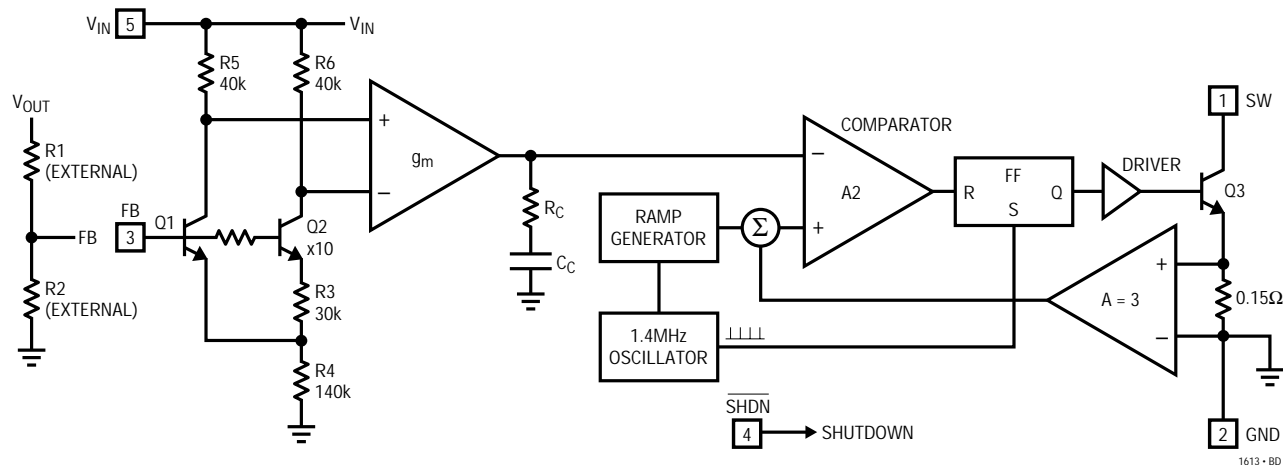 VIN
5
VIN
R5
40k
R6
40k
VOUT
R1
(EXTERNAL)
FB
R2
(EXTERNAL)
FB
3
Q1
Q2
x10
R3
30k
R4
140k
+
gm
−
RC
CC
COMPARATOR
−
A2
+
RAMP
GENERATOR
Σ
1.4MHz
OSCILLATOR
FF
R
Q
S
DRIVER
1
SW
Q3
+
A = 3
−
0.15Ω
SHDN
4
SHUTDOWN
2
GND
1613 • BD